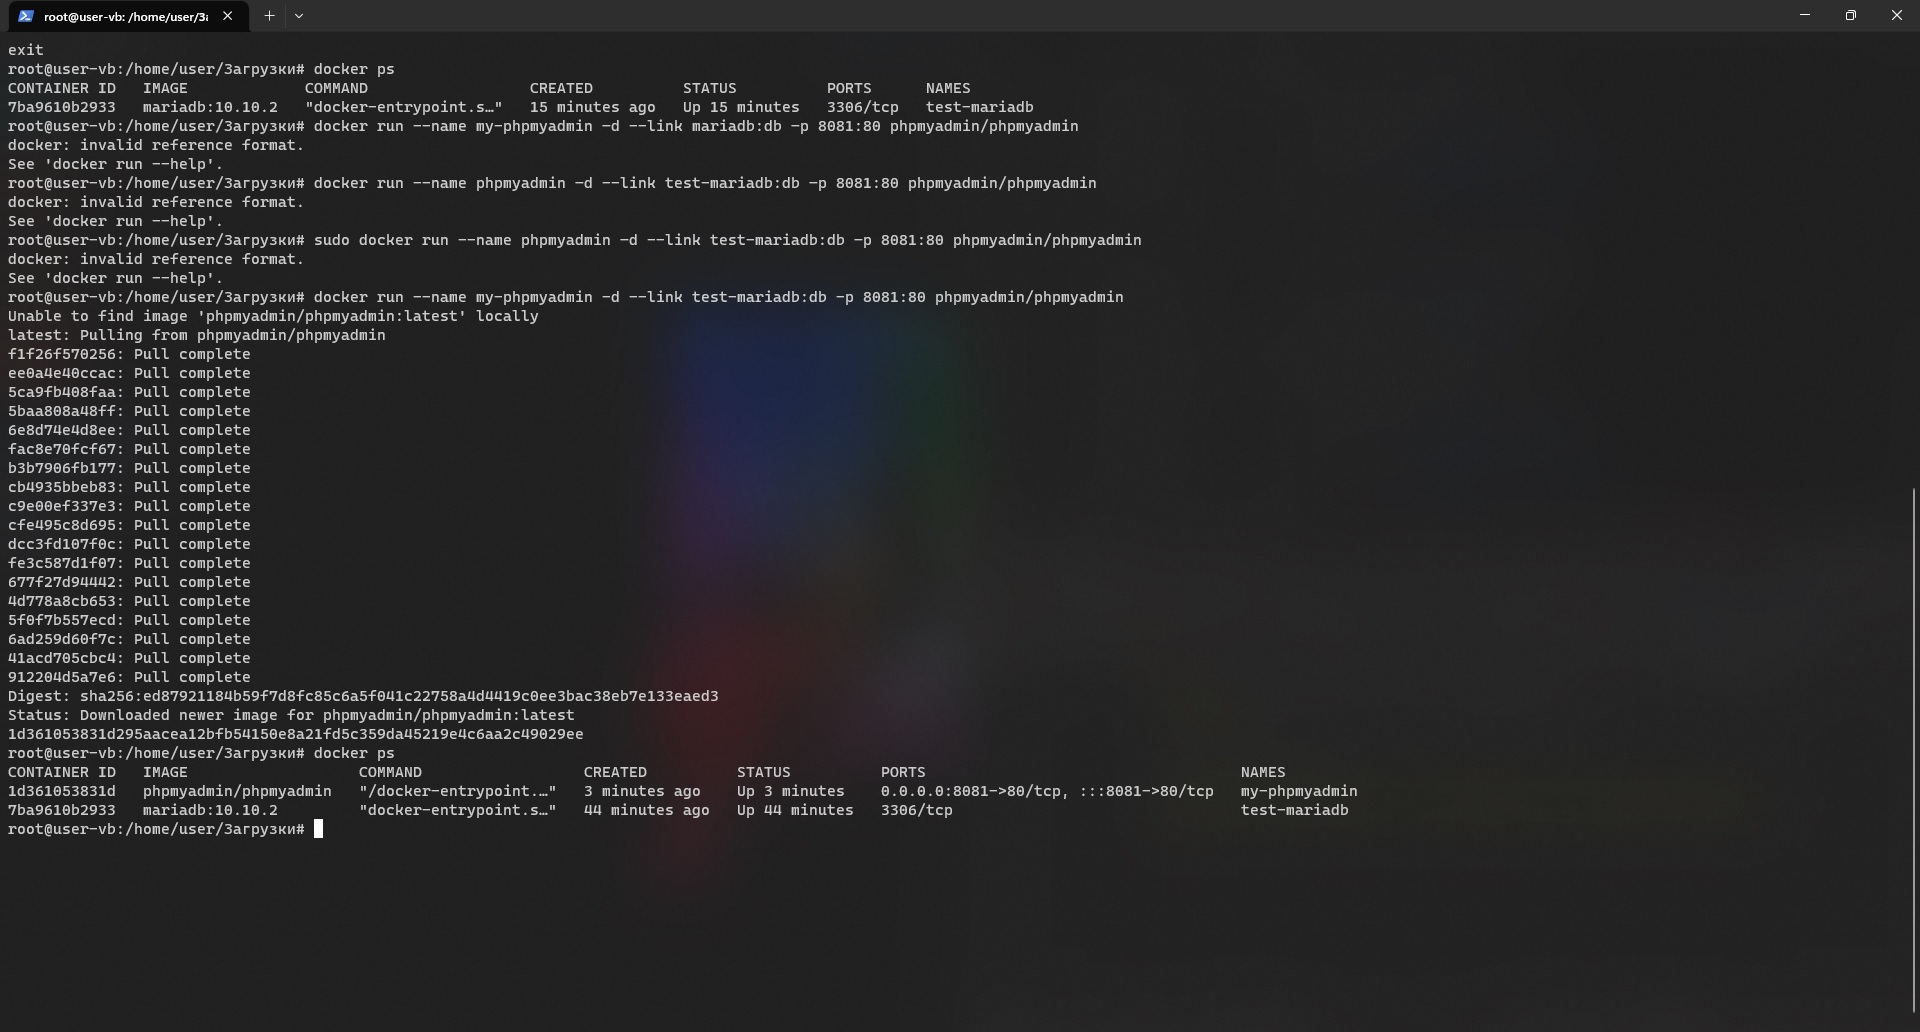 root@user-vb: /home/user/За
exit
root@user-vb:/home/user/Загрузки# docker ps
CONTAINER ID   IMAGE             COMMAND                  CREATED          STATUS          PORTS      NAMES
7ba9610b2933   mariadb:10.10.2   "docker-entrypoint.s…"   15 minutes ago   Up 15 minutes   3306/tcp   test-mariadb
root@user-vb:/home/user/Загрузки# docker run --name my-phpmyadmin -d --link mariadb:db -p 8081:80 phpmyadmin/phpmyadmin
docker: invalid reference format.
See 'docker run --help'.
root@user-vb:/home/user/Загрузки# docker run --name phpmyadmin -d --link test-mariadb:db -p 8081:80 phpmyadmin/phpmyadmin
docker: invalid reference format.
See 'docker run --help'.
root@user-vb:/home/user/Загрузки# sudo docker run --name phpmyadmin -d --link test-mariadb:db -p 8081:80 phpmyadmin/phpmyadmin
docker: invalid reference format.
See 'docker run --help'.
root@user-vb:/home/user/Загрузки# docker run --name my-phpmyadmin -d --link test-mariadb:db -p 8081:80 phpmyadmin/phpmyadmin
Unable to find image 'phpmyadmin/phpmyadmin:latest' locally
latest: Pulling from phpmyadmin/phpmyadmin
f1f26f570256: Pull complete
ee0a4e40ccac: Pull complete
5ca9fb408faa: Pull complete
5baa808a48ff: Pull complete
6e8d74e4d8ee: Pull complete
fac8e70fcf67: Pull complete
b3b7906fb177: Pull complete
cb4935bbeb83: Pull complete
c9e00ef337e3: Pull complete
cfe495c8d695: Pull complete
dcc3fd107f0c: Pull complete
fe3c587d1f07: Pull complete
677f27d94442: Pull complete
4d778a8cb653: Pull complete
5f0f7b557ecd: Pull complete
6ad259d60f7c: Pull complete
41acd705cbc4: Pull complete
912204d5a7e6: Pull complete
Digest: sha256:ed87921184b59f7d8fc85c6a5f041c22758a4d4419c0ee3bac38eb7e133eaed3
Status: Downloaded newer image for phpmyadmin/phpmyadmin:latest
1d361053831d295aacea12bfb54150e8a21fd5c359da45219e4c6aa2c49029ee
root@user-vb:/home/user/Загрузки# docker ps
CONTAINER ID   IMAGE                   COMMAND                  CREATED          STATUS          PORTS                                   NAMES
1d361053831d   phpmyadmin/phpmyadmin   "/docker-entrypoint.…"   3 minutes ago    Up 3 minutes    0.0.0.0:8081->80/tcp, :::8081->80/tcp   my-phpmyadmin
7ba9610b2933   mariadb:10.10.2         "docker-entrypoint.s…"   44 minutes ago   Up 44 minutes   3306/tcp                                test-mariadb
root@user-vb:/home/user/Загрузки#